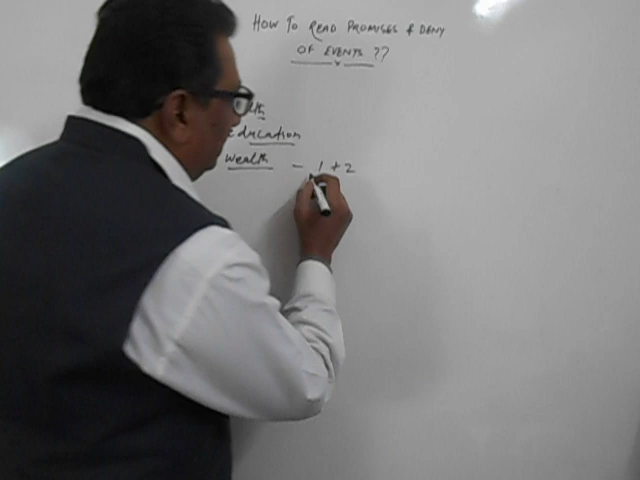 HOW TO READ PROMISES & DENY
OF EVENTS ??
Education
Wealth - 1 + 2